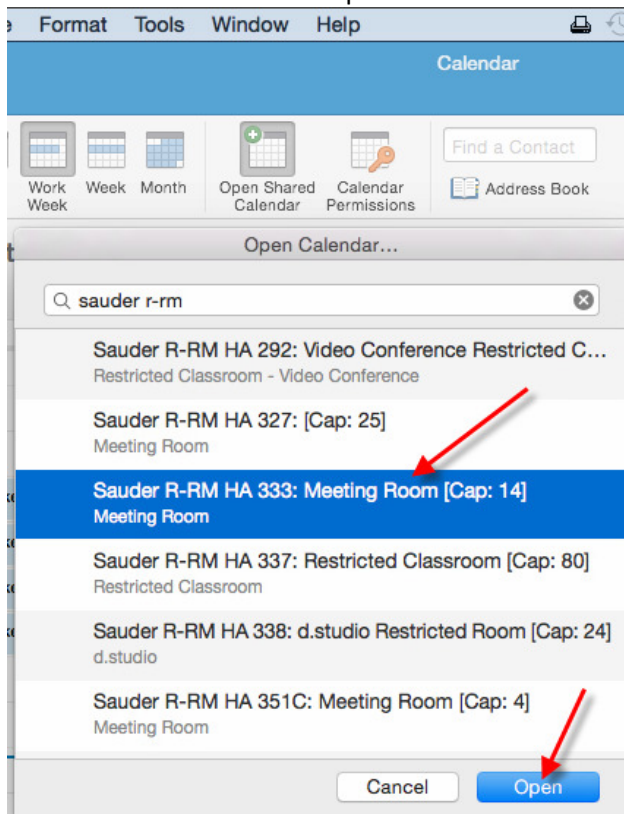 Format Tools Window Help
Calendar
Work Week
Week
Month
Open Shared Calendar
Calendar Permissions
Find a Contact
Address Book
Open Calendar...
sauder r-rm
Sauder R-RM HA 292: Video Conference Restricted C...
Restricted Classroom - Video Conference
Sauder R-RM HA 327: [Cap: 25]
Meeting Room
Sauder R-RM HA 333: Meeting Room [Cap: 14]
Meeting Room
Sauder R-RM HA 337: Restricted Classroom [Cap: 80]
Restricted Classroom
Sauder R-RM HA 338: d.studio Restricted Room [Cap: 24]
d.studio
Sauder R-RM HA 351C: Meeting Room [Cap: 4]
Meeting Room
Cancel Open